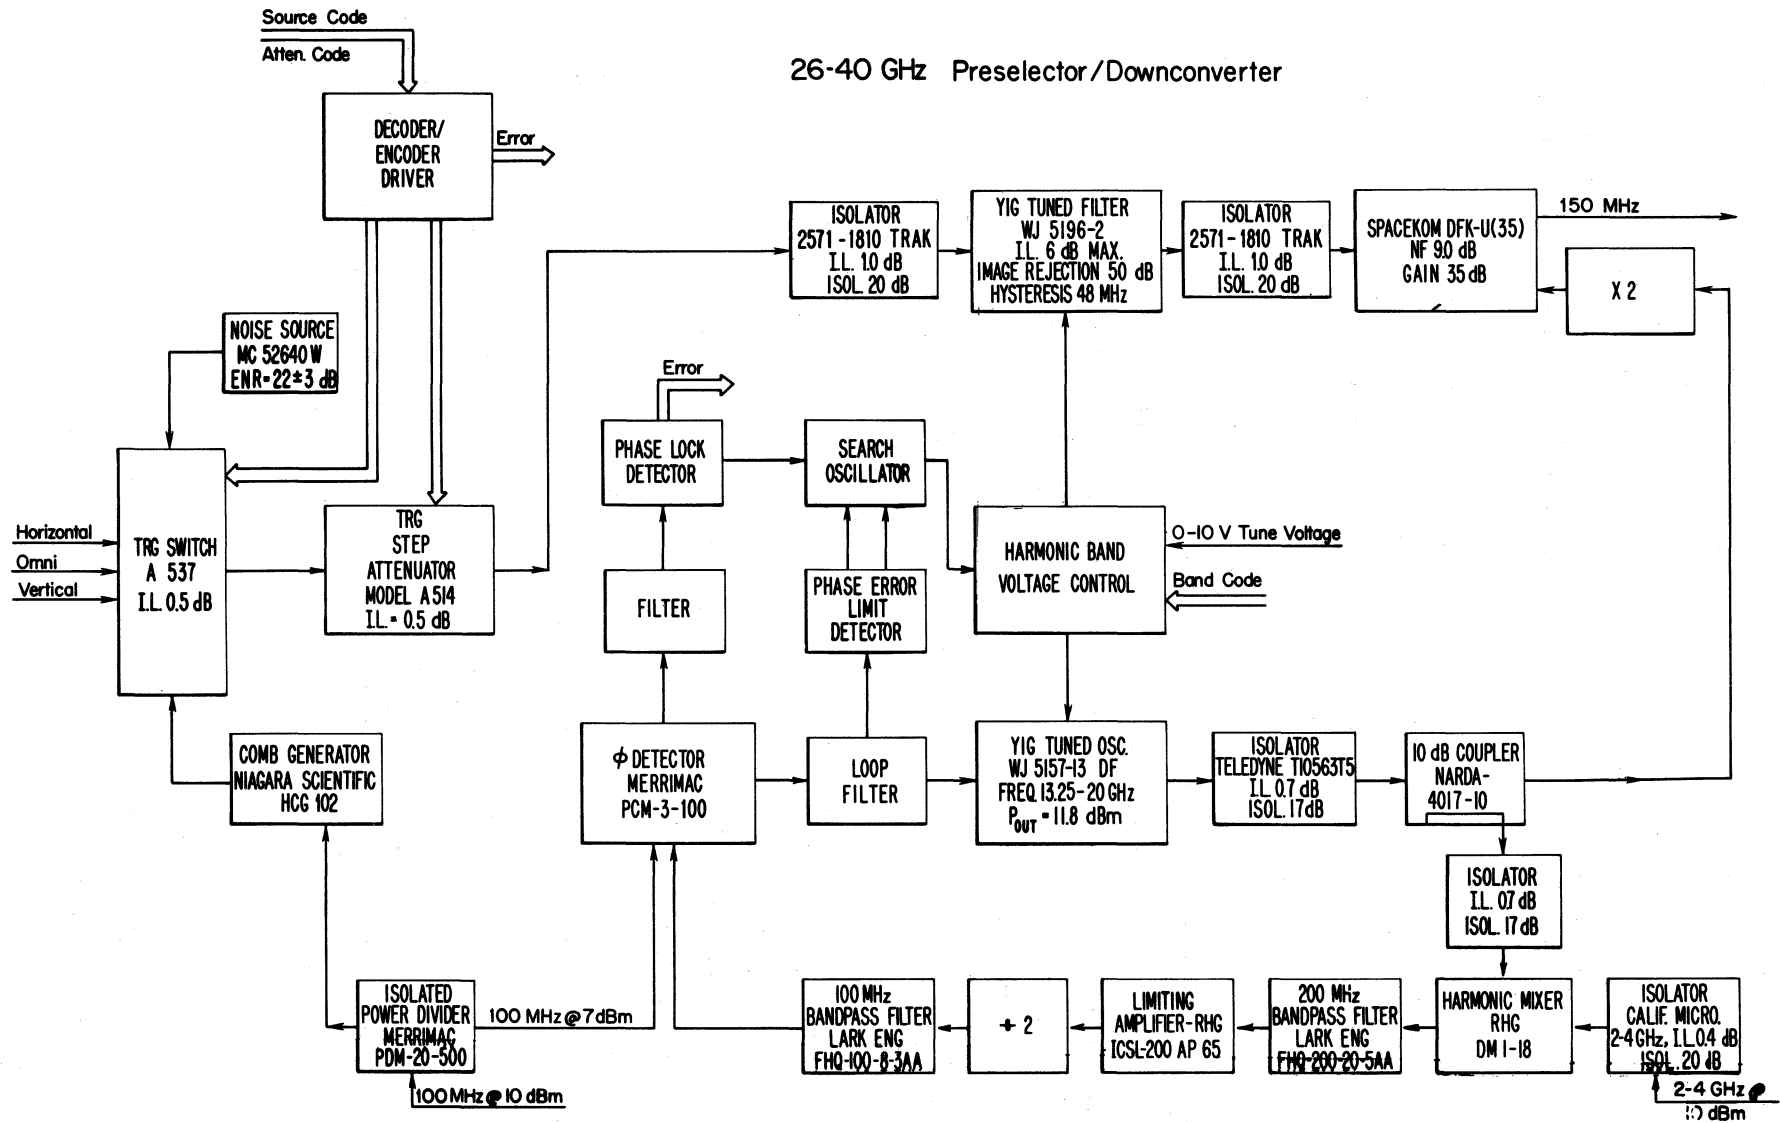 Source Code
Atten. Code
26-40 GHz Preselector/Downconverter
DECODER/
ENCODER
DRIVER
Error
ISOLATOR
2571-1810 TRAK
I.L. 1.0 dB
ISOL. 20 dB
YIG TUNED FILTER
WJ 5196-2
I.L. 6 dB MAX.
IMAGE REJECTION 50 dB
HYSTERESIS 48 MHz
ISOLATOR
2571-1810 TRAK
I.L. 1.0 dB
ISOL. 20 dB
SPACEKOM DFK-U(35)
NF 9.0 dB
GAIN 35 dB
150 MHz
X 2
NOISE SOURCE
MC 52640 W
ENR=22±3 dB
Error
PHASE LOCK
DETECTOR
SEARCH
OSCILLATOR
Horizontal
Omni
Vertical
TRG SWITCH
A 537
I.L. 0.5 dB
TRG
STEP
ATTENUATOR
MODEL A514
I.L.= 0.5 dB
FILTER
PHASE ERROR
LIMIT
DETECTOR
HARMONIC BAND
VOLTAGE CONTROL
0-10 V Tune Voltage
Band Code
COMB GENERATOR
NIAGARA SCIENTIFIC
HCG 102
ϕ DETECTOR
MERRIMAC
PCM-3-100
LOOP
FILTER
YIG TUNED OSC.
WJ 5157-13 DF
FREQ 13.25-20 GHz
POUT = 11.8 dBm
ISOLATOR
TELEDYNE T10563T5
I.L. 0.7 dB
ISOL. 17dB
10 dB COUPLER
NARDA-
4017-10
ISOLATOR
I.L. 0.7 dB
ISOL. 17 dB
ISOLATED
POWER DIVIDER
MERRIMAC
PDM-20-500
100 MHz @ 7dBm
100 MHz @ 10 dBm
100 MHz
BANDPASS FILTER
LARK ENG
FHQ-100-8-3AA
÷ 2
LIMITING
AMPLIFIER-RHG
ICSL-200 AP 65
200 MHz
BANDPASS FILTER
LARK ENG
FHQ-200-20-5AA
HARMONIC MIXER
RHG
DM 1-18
ISOLATOR
CALIF. MICRO.
2-4 GHz, I.L. 0.4 dB
ISOL. 20 dB
2-4 GHz @
10 dBm